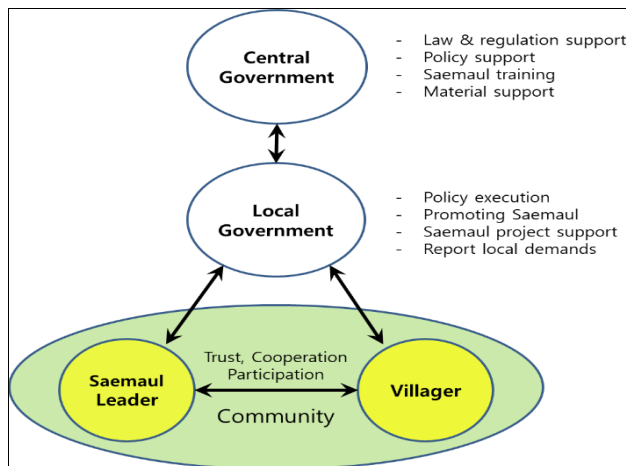 Central
Government
- Law & regulation support
- Policy support
- Saemaul training
- Material support
Local
Government
- Policy execution
- Promoting Saemaul
- Saemaul project support
- Report local demands
Trust, Cooperation
Participation
Saemaul
Leader
Villager
Community